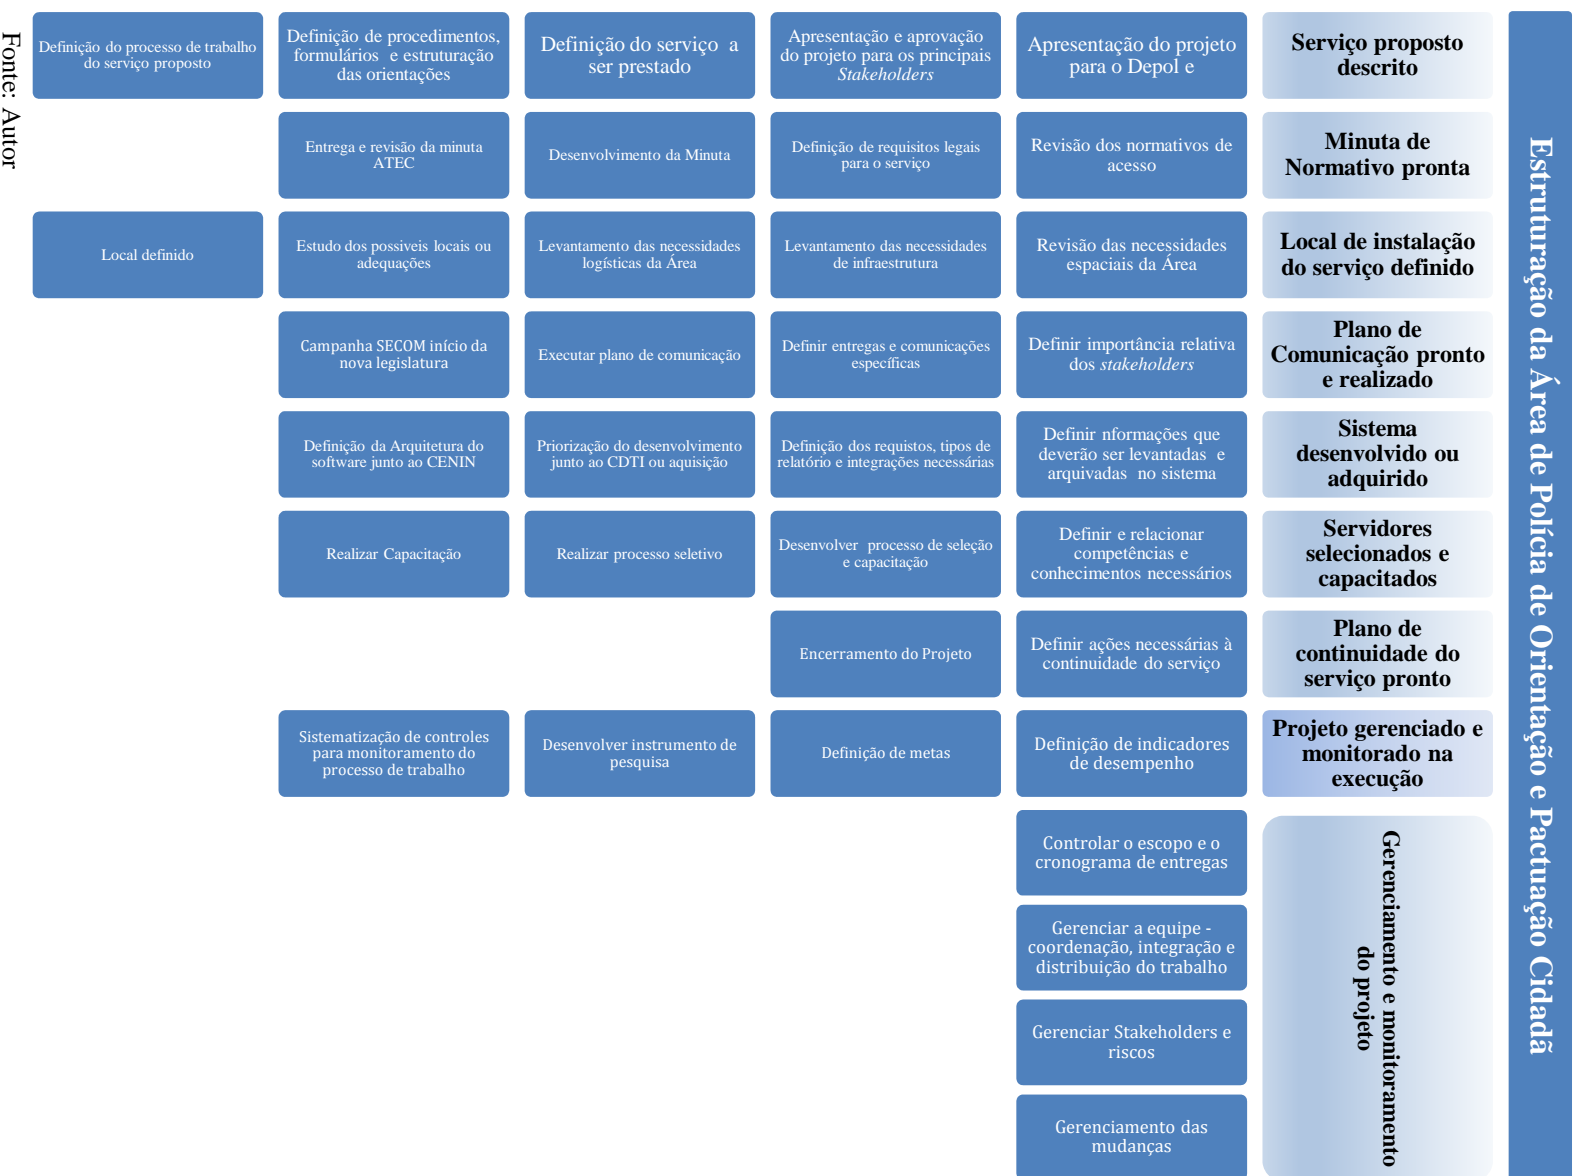 Definição do processo de trabalho
do serviço proposto
Definição de procedimentos,
formulários e estruturação
das orientações
Definição do serviço a
ser prestado
Apresentação e aprovação
do projeto para os principais
Stakeholders
Apresentação do projeto
para o Depol e
Serviço proposto
descrito
Entrega e revisão da minuta
ATEC
Desenvolvimento da Minuta
Definição de requisitos legais
para o serviço
Revisão dos normativos de
acesso
Minuta de
Normativo pronta
Local definido
Estudo dos possiveis locais ou
adequações
Levantamento das necessidades
logísticas da Área
Levantamento das necessidades
de infraestrutura
Revisão das necessidades
espaciais da Área
Local de instalação
do serviço definido
Campanha SECOM início da
nova legislatura
Executar plano de comunicação
Definir entregas e comunicações
específicas
Definir importância relativa
dos stakeholders
Plano de
Comunicação pronto
e realizado
Definição da Arquitetura do
software junto ao CENIN
Priorização do desenvolvimento
junto ao CDTI ou aquisição
Definição dos requistos, tipos de
relatório e integrações necessárias
Definir nformações que
deverão ser levantadas e
arquivadas no sistema
Sistema
desenvolvido ou
adquirido
Realizar Capacitação
Realizar processo seletivo
Desenvolver processo de seleção
e capacitação
Definir e relacionar
competências e
conhecimentos necessários
Servidores
selecionados e
capacitados
Encerramento do Projeto
Definir ações necessárias à
continuidade do serviço
Plano de
continuidade do
serviço pronto
Sistematização de controles
para monitoramento do
processo de trabalho
Desenvolver instrumento de
pesquisa
Definição de metas
Definição de indicadores
de desempenho
Projeto gerenciado e
monitorado na
execução
Controlar o escopo e o
cronograma de entregas
Gerenciar a equipe -
coordenação, integração e
distribuição do trabalho
Gerenciar Stakeholders e
riscos
Gerenciamento das
mudanças
Gerenciamento e monitoramento
do projeto
Estruturação da Área de Polícia de Orientação e Pactuação Cidadã
Fonte: Autor